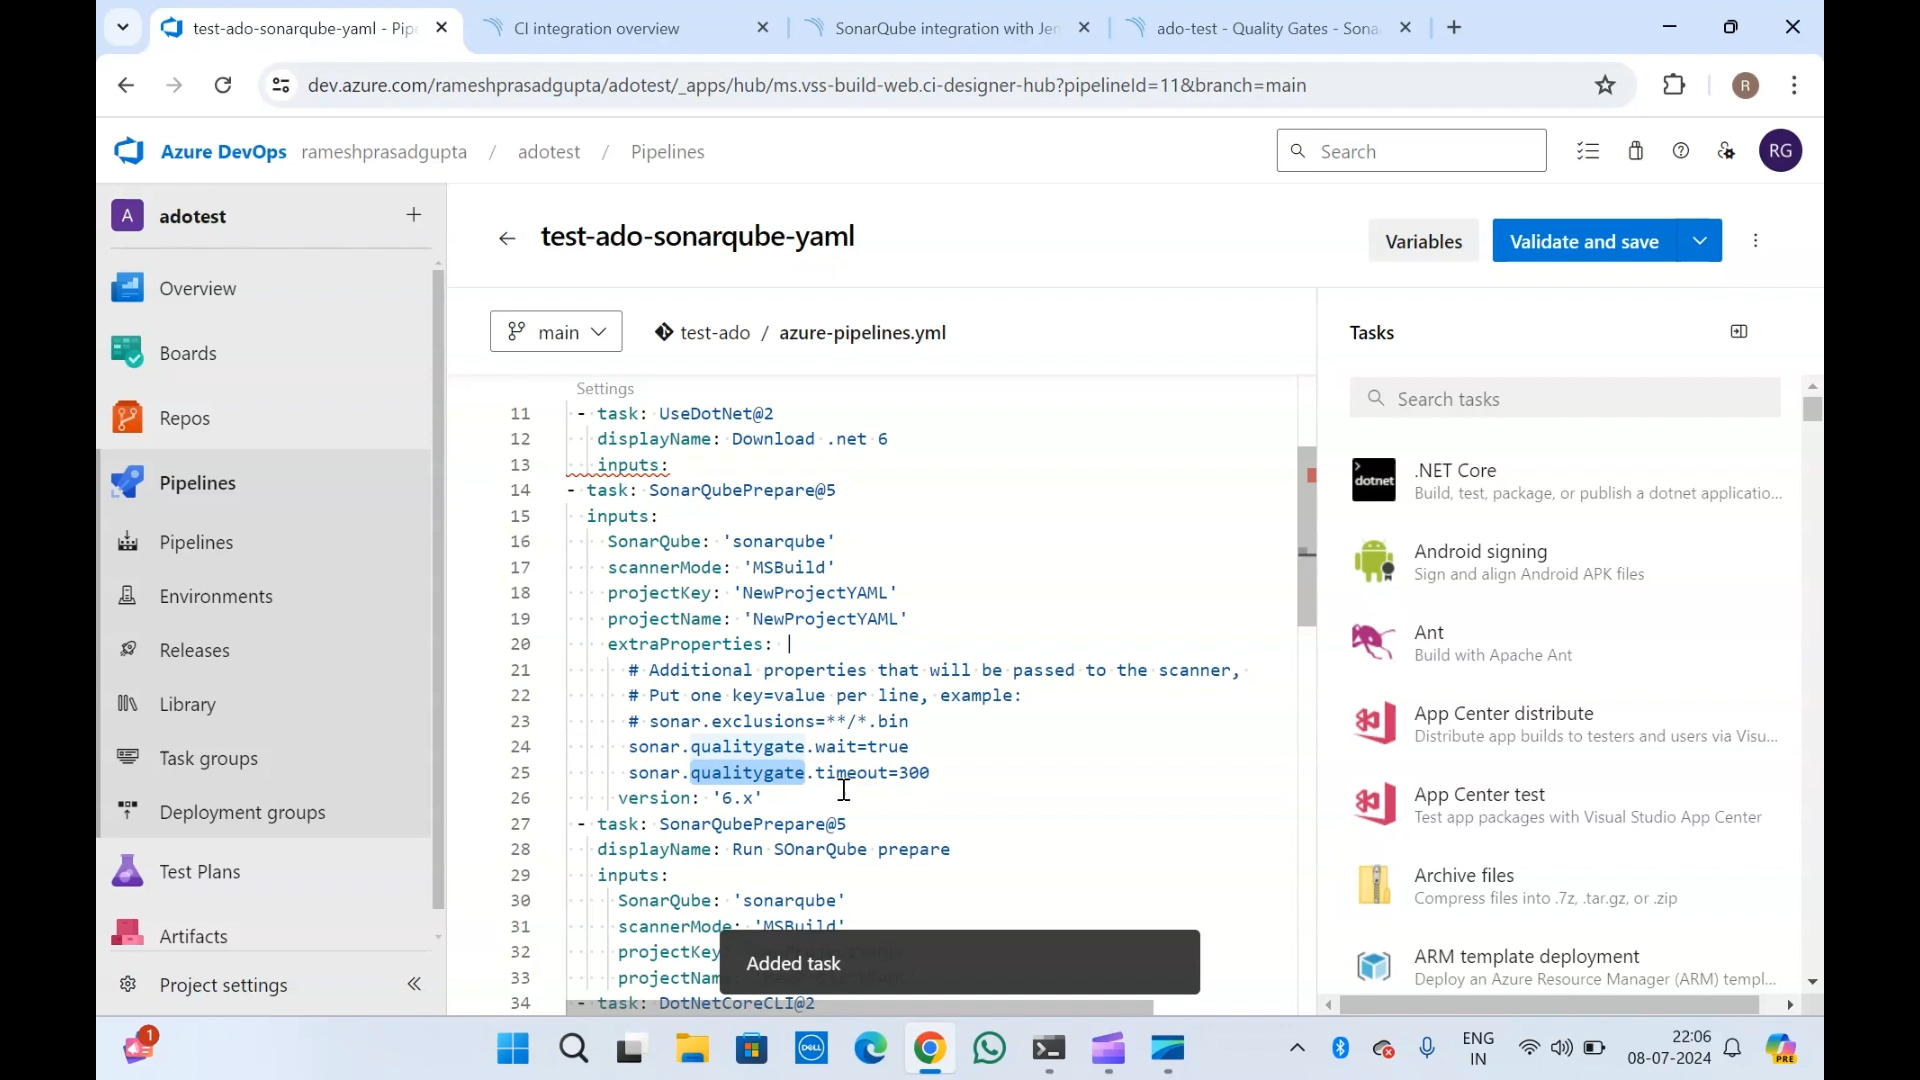 test-ado-sonarqube-yaml - Pip
CI integration overview
SonarQube integration with Jen
ado-test - Quality Gates - Sona
dev.azure.com/rameshprasadgupta/adotest/_apps/hub/ms.vss-build-web.ci-designer-hub?pipelineId=11&branch=main
R
Azure DevOps rameshprasadgupta / adotest / Pipelines
Search
RG
A adotest
Overview
Boards
Repos
Pipelines
Pipelines
Environments
Releases
Library
Task groups
Deployment groups
Test Plans
Artifacts
Project settings
test-ado-sonarqube-yaml
Variables
Validate and save
main
test-ado / azure-pipelines.yml
Settings
11 - task: UseDotNet@2
12 displayName: Download .net 6
13 inputs:
14 - task: SonarQubePrepare@5
15 inputs:
16 SonarQube: 'sonarqube'
17 scannerMode: 'MSBuild'
18 projectKey: 'NewProjectYAML'
19 projectName: 'NewProjectYAML'
20 extraProperties: |
21 # Additional properties that will be passed to the scanner,
22 # Put one key=value per line, example:
23 # sonar.exclusions=**/*.bin
24 sonar.qualitygate.wait=true
25 sonar.qualitygate.timeout=300
26 version: '6.x'
27 - task: SonarQubePrepare@5
28 displayName: Run SOnarQube prepare
29 inputs:
30 SonarQube: 'sonarqube'
31 scannerMode: 'MSBuild'
32 projectKey
33 projectNam
34 - task: DotNetCoreCLI@2
Added task
Tasks
Search tasks
dotnet
.NET Core
Build, test, package, or publish a dotnet applicatio...
Android signing
Sign and align Android APK files
Ant
Build with Apache Ant
App Center distribute
Distribute app builds to testers and users via Visu...
App Center test
Test app packages with Visual Studio App Center
Archive files
Compress files into .7z, .tar.gz, or .zip
ARM template deployment
Deploy an Azure Resource Manager (ARM) templ...
1
DELL
ENG
IN
22:06
08-07-2024
PRE